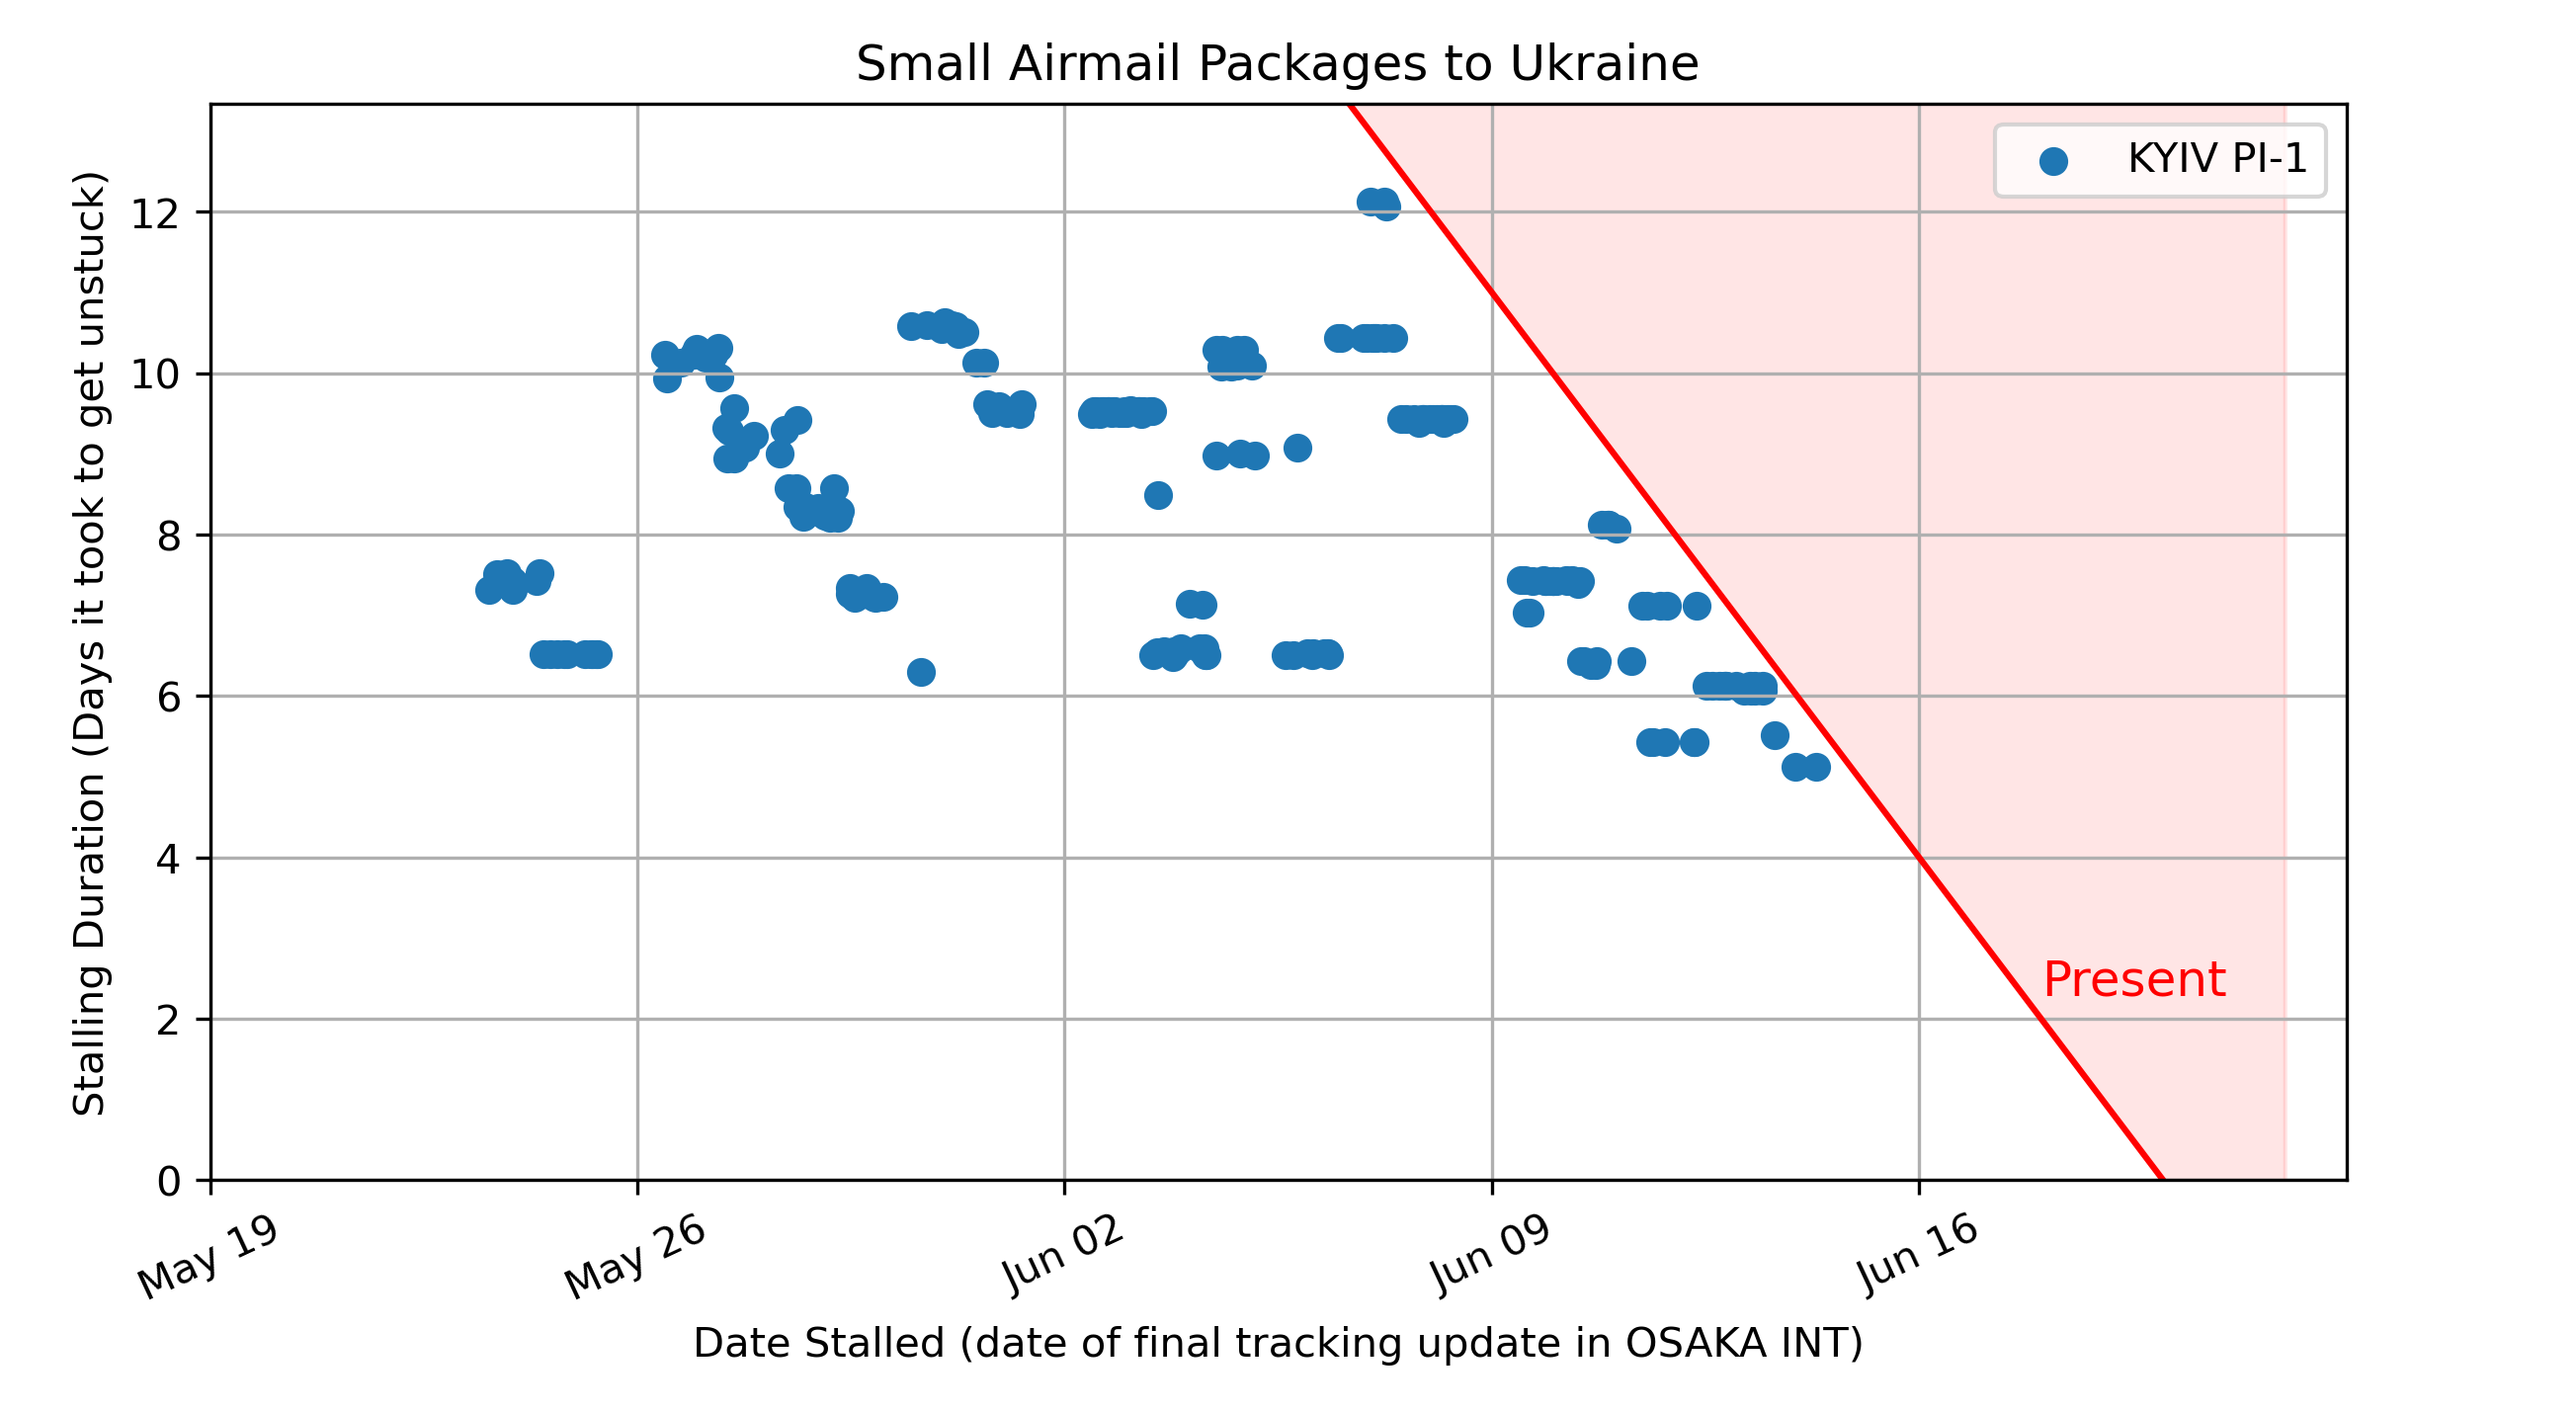 Small Airmail Packages to Ukraine
KYIV PI-1
Stalling Duration (Days it took to get unstuck)
12
10
8
6
4
2
0
Present
May 19
May 26
Jun 02
Jun 09
Jun 16
Date Stalled (date of final tracking update in OSAKA INT)